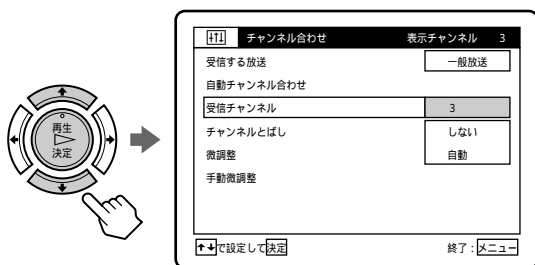 チャンネル合わせ 表示チャンネル 3
受信する放送 一般放送
自動チャンネル合わせ
受信チャンネル 3
チャンネルとばし しない
微調整 自動
手動微調整
↑↓で設定して決定 終了：メニュー
再生
決定